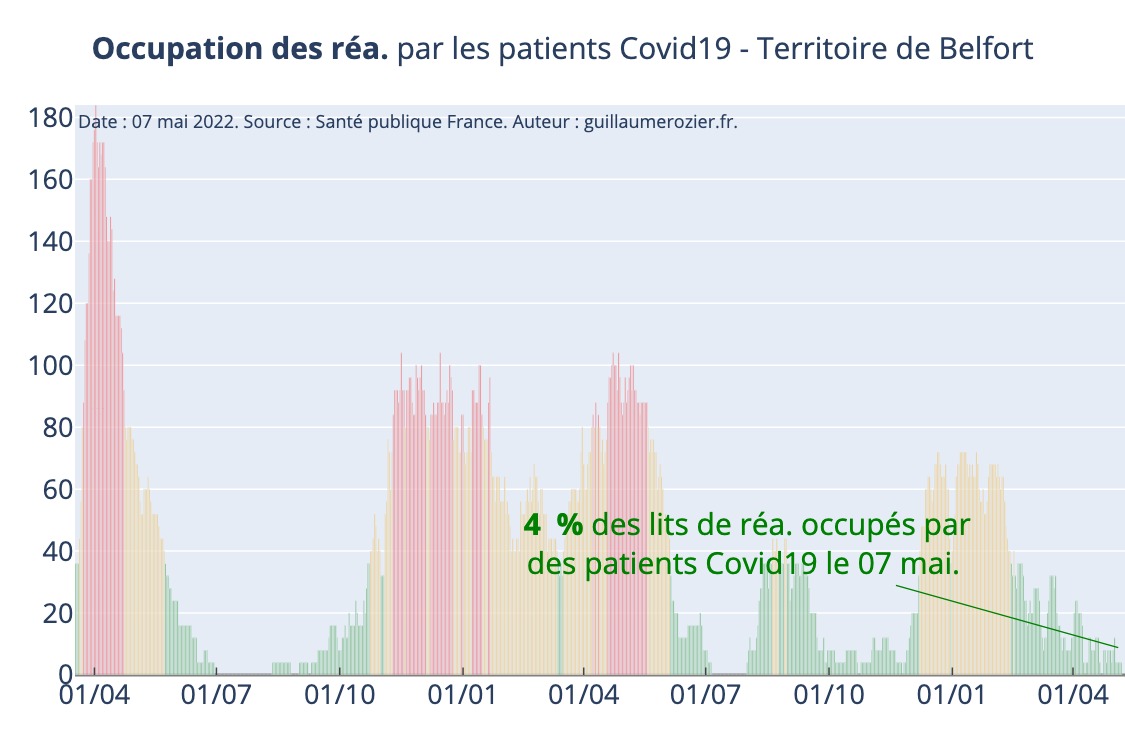 Occupation des réa. par les patients Covid19 - Territoire de Belfort
180
Date : 07 mai 2022. Source : Santé publique France. Auteur : guillaumerozier.fr.
160
140
120
100
80
60
4 % des lits de réa. occupés par
des patients Covid19 le 07 mai.
40
20
0
01/04 01/07 01/10 01/01 01/04 01/07 01/10 01/01 01/04